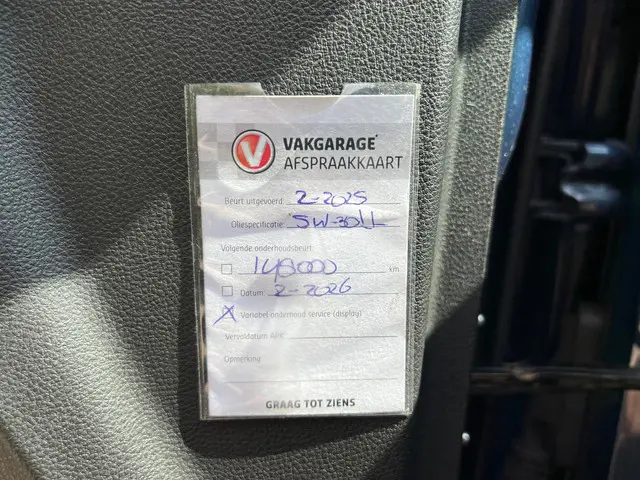 V VAKGARAGE
AFSPRAAKKAART
Beurt uitgevoerd: 2-2025
Oliespecificatie: 5W-30LL
Volgende onderhoudsbeurt:
148000 km
Datum: 2-2026
X Variabel onderhoud service (display)
Vervaldatum APK:
Opmerking
GRAAG TOT ZIENS